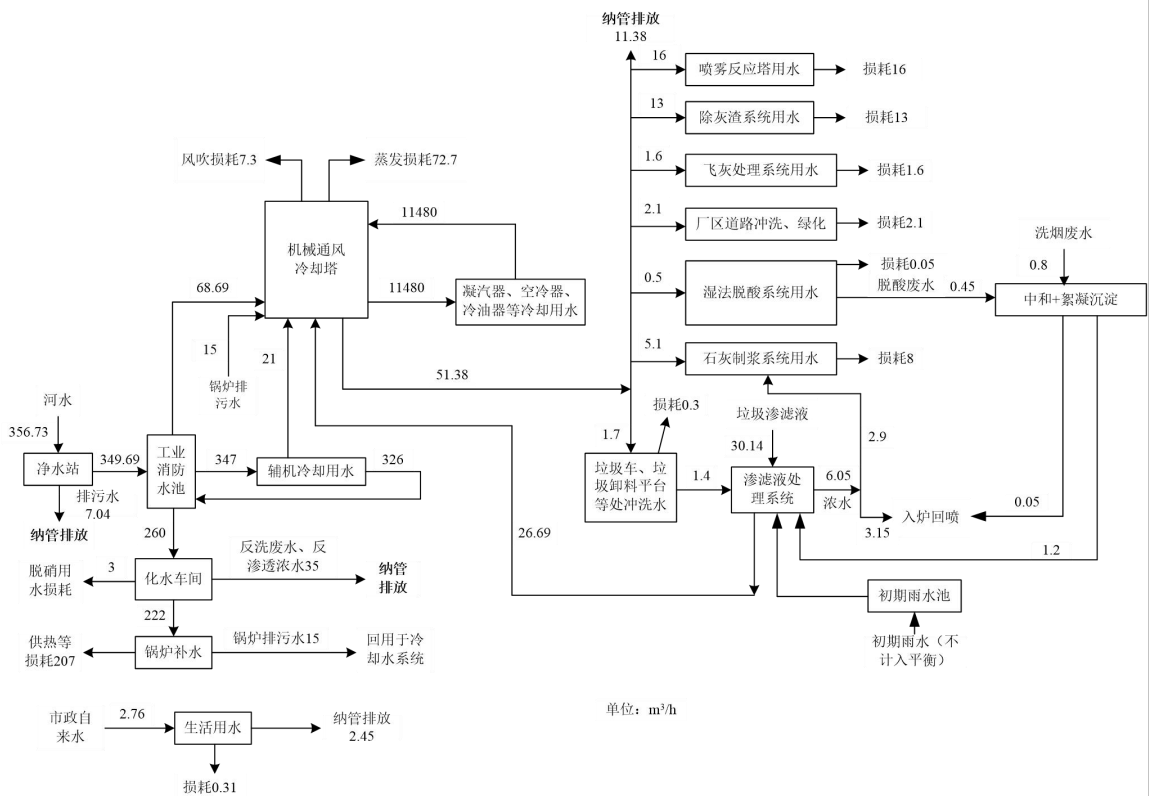 纳管排放
11.38
16
喷雾反应塔用水
损耗16
13
除灰渣系统用水
损耗13
1.6
飞灰处理系统用水
损耗1.6
2.1
厂区道路冲洗、绿化
损耗2.1
0.5
湿法脱酸系统用水
损耗0.05
脱酸废水
0.45
洗烟废水
0.8
中和+絮凝沉淀
5.1
石灰制浆系统用水
损耗8
风吹损耗7.3
蒸发损耗72.7
机械通风
冷却塔
11480
11480
凝汽器、空冷器、
冷油器等冷却用水
68.69
15
锅炉排
污水
21
51.38
河水
356.73
净水站
349.69
排污水
7.04
纳管排放
工业
消防
水池
347
辅机冷却用水
326
260
脱硝用
水损耗
3
化水车间
反洗废水、反
渗透浓水35
纳管
排放
222
供热等
损耗207
锅炉补水
锅炉排污水15
回用于冷
却水系统
26.69
1.7
损耗0.3
垃圾车、垃
圾卸料平台
等处冲洗水
1.4
垃圾渗滤液
30.14
渗滤液处
理系统
6.05
浓水
2.9
3.15
入炉回喷
0.05
1.2
初期雨水池
初期雨水（不
计入平衡）
市政自
来水
2.76
生活用水
纳管排放
2.45
损耗0.31
单位：m³/h